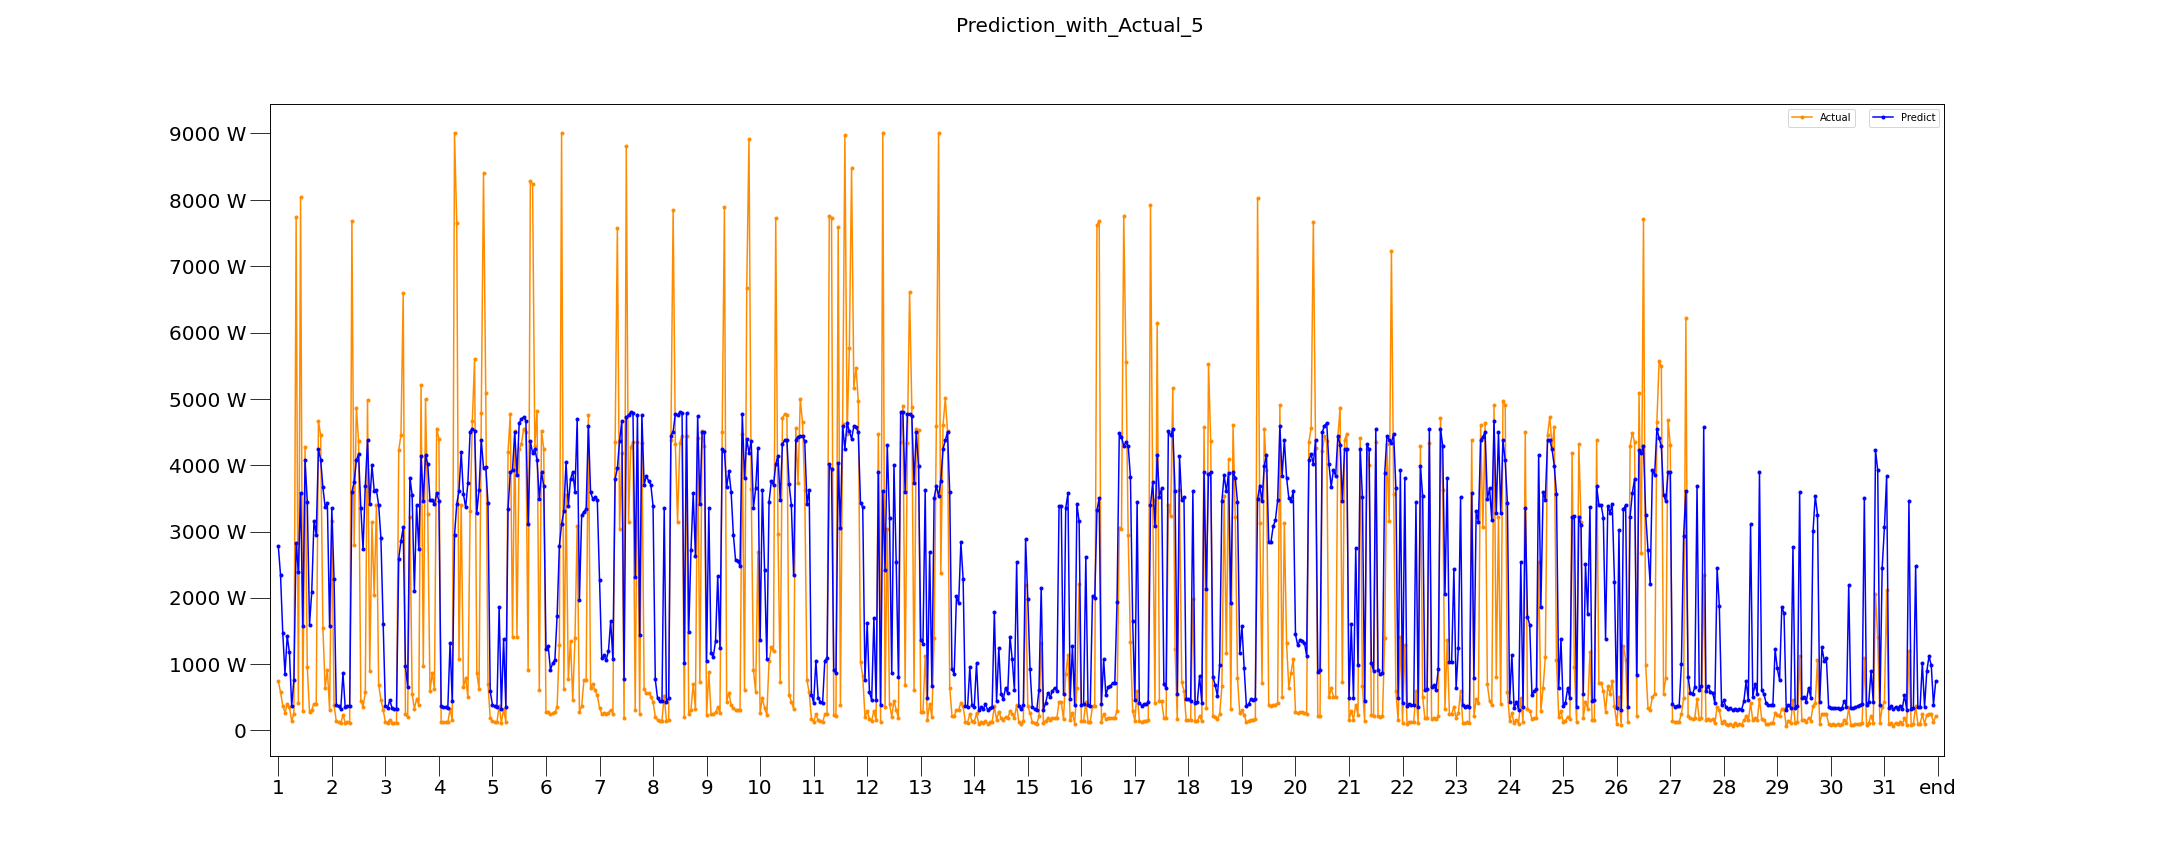 Prediction_with_Actual_5
Actual Predict
9000 W
8000 W
7000 W
6000 W
5000 W
4000 W
3000 W
2000 W
1000 W
0
1 2 3 4 5 6 7 8 9 10 11 12 13 14 15 16 17 18 19 20 21 22 23 24 25 26 27 28 29 30 31 end